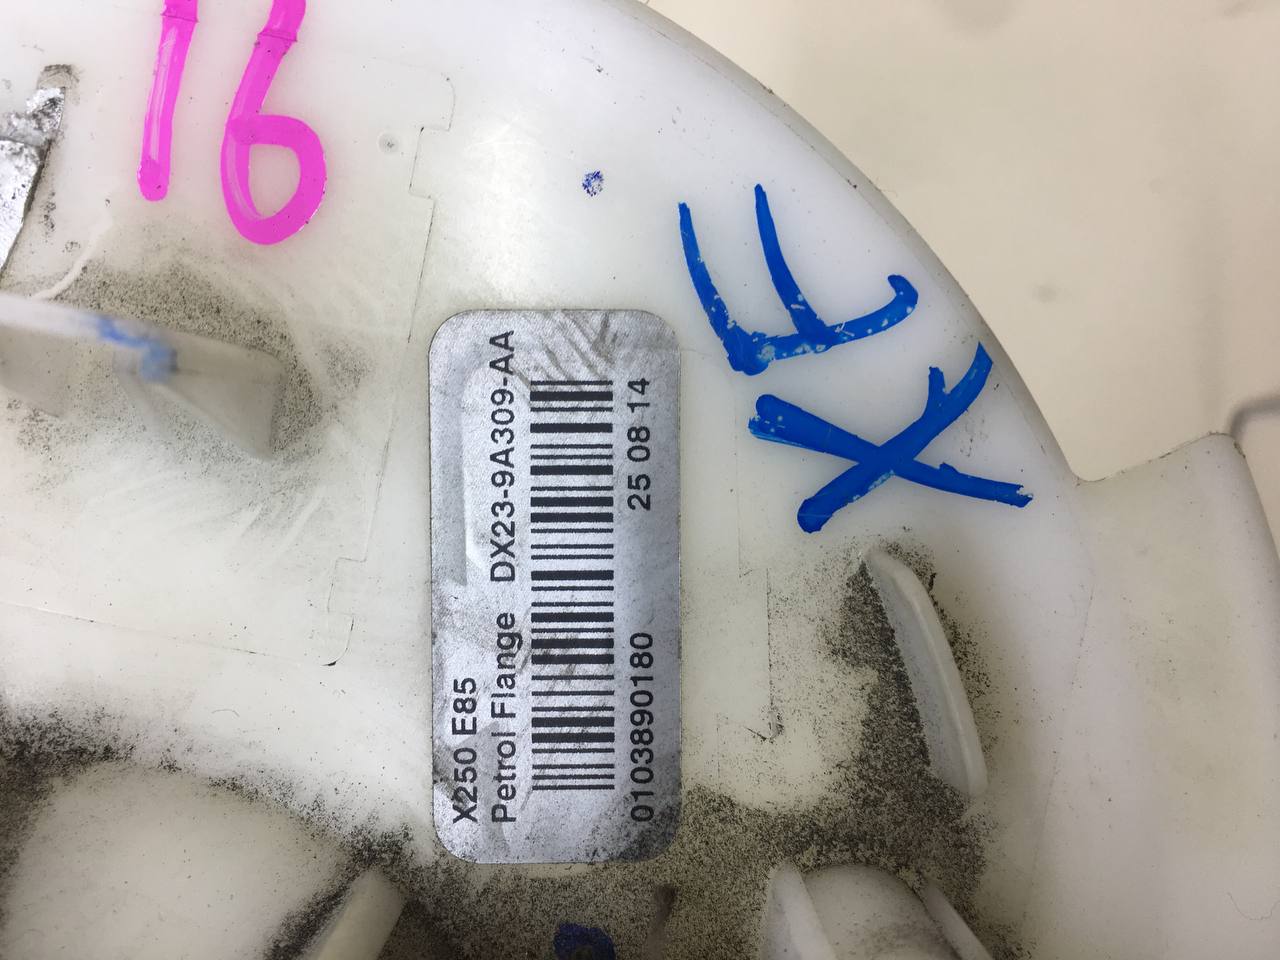 16
X250 E85
Petrol Flange DX23-9A309-AA
0103890180 25 08 14
XF